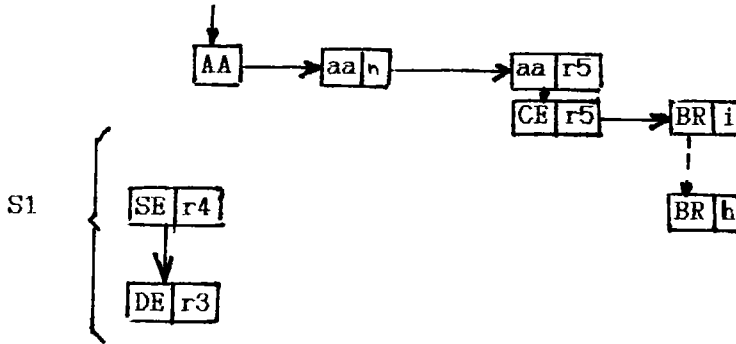 AA aa n aa r5
CE r5 BR i
S1 SE r4 BR h
DE r3